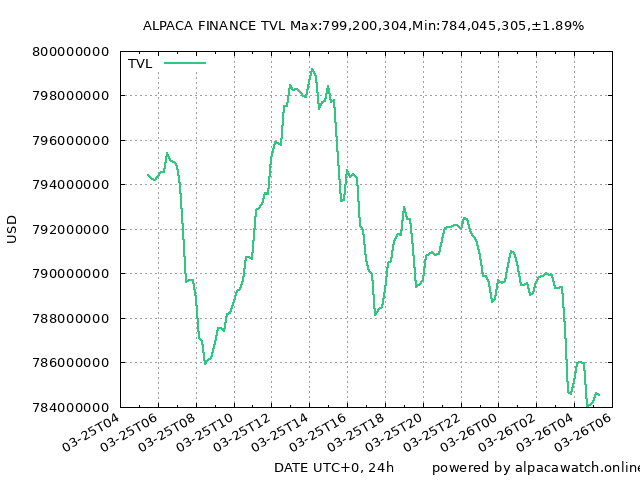 ALPACA FINANCE TVL Max:799,200,304,Min:784,045,305,±1.89%
TVL
800000000
798000000
796000000
794000000
792000000
790000000
788000000
786000000
784000000
USD
03-25T04
03-25T06
03-25T08
03-25T10
03-25T12
03-25T14
03-25T16
03-25T18
03-25T20
03-25T22
03-26T00
03-26T02
03-26T04
03-26T06
DATE UTC+0, 24h
powered by alpacawatch.online